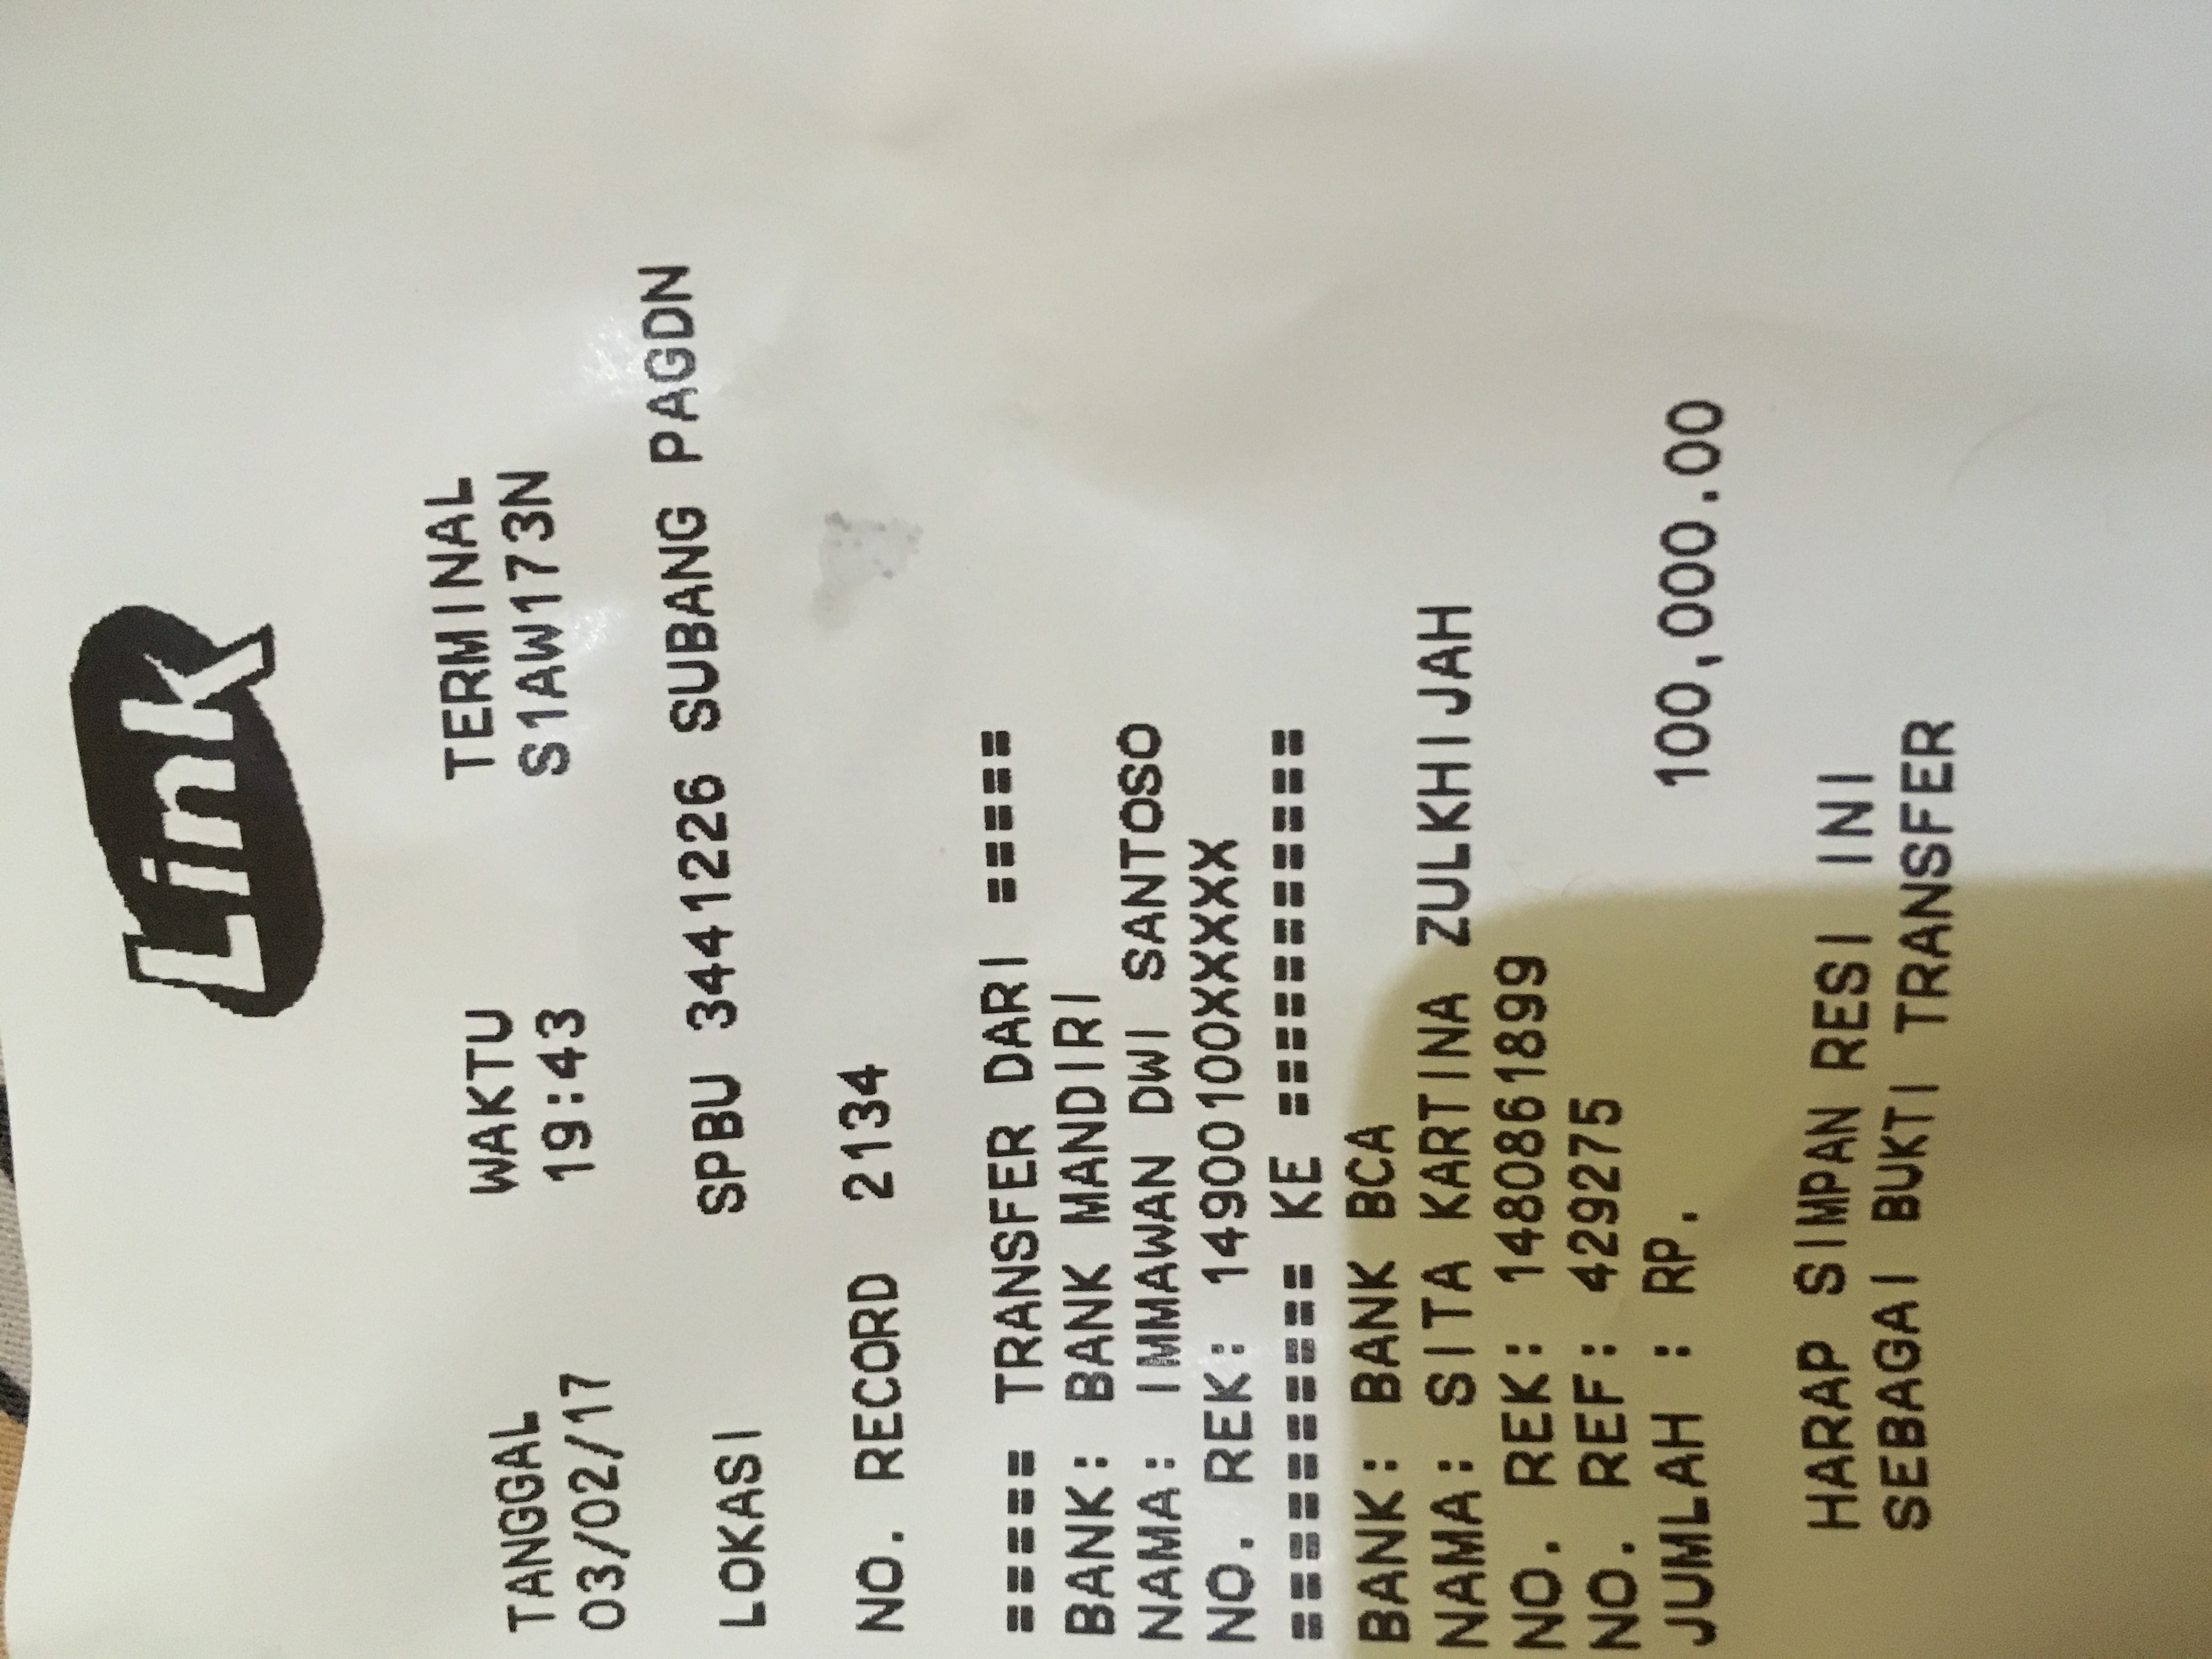 Link
TANGGAL WAKTU TERMINAL
03/02/17 19:43 S1AW173N
LOKASI SPBU 3441226 SUBANG PAGDN
NO. RECORD 2134
===== TRANSFER DARI =====
BANK: BANK MANDIRI
NAMA: IMMAWAN DWI SANTOSO
NO. REK: 14900100XXXXX
========== KE ===========
BANK: BANK BCA
NAMA: SITA KARTINA ZULKHIJAH
NO. REK: 1480861899
NO. REF: 429275
JUMLAH : RP. 100,000.00
HARAP SIMPAN RESI INI
SEBAGAI BUKTI TRANSFER